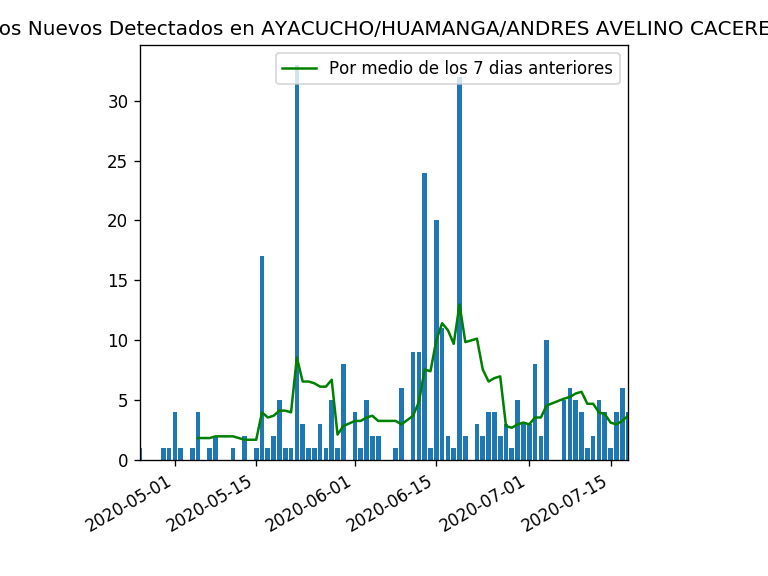 os Nuevos Detectados en AYACUCHO/HUAMANGA/ANDRES AVELINO CACERE
Por medio de los 7 dias anteriores
30
25
20
15
10
5
0
2020-05-01 2020-05-15 2020-06-01 2020-06-15 2020-07-01 2020-07-15